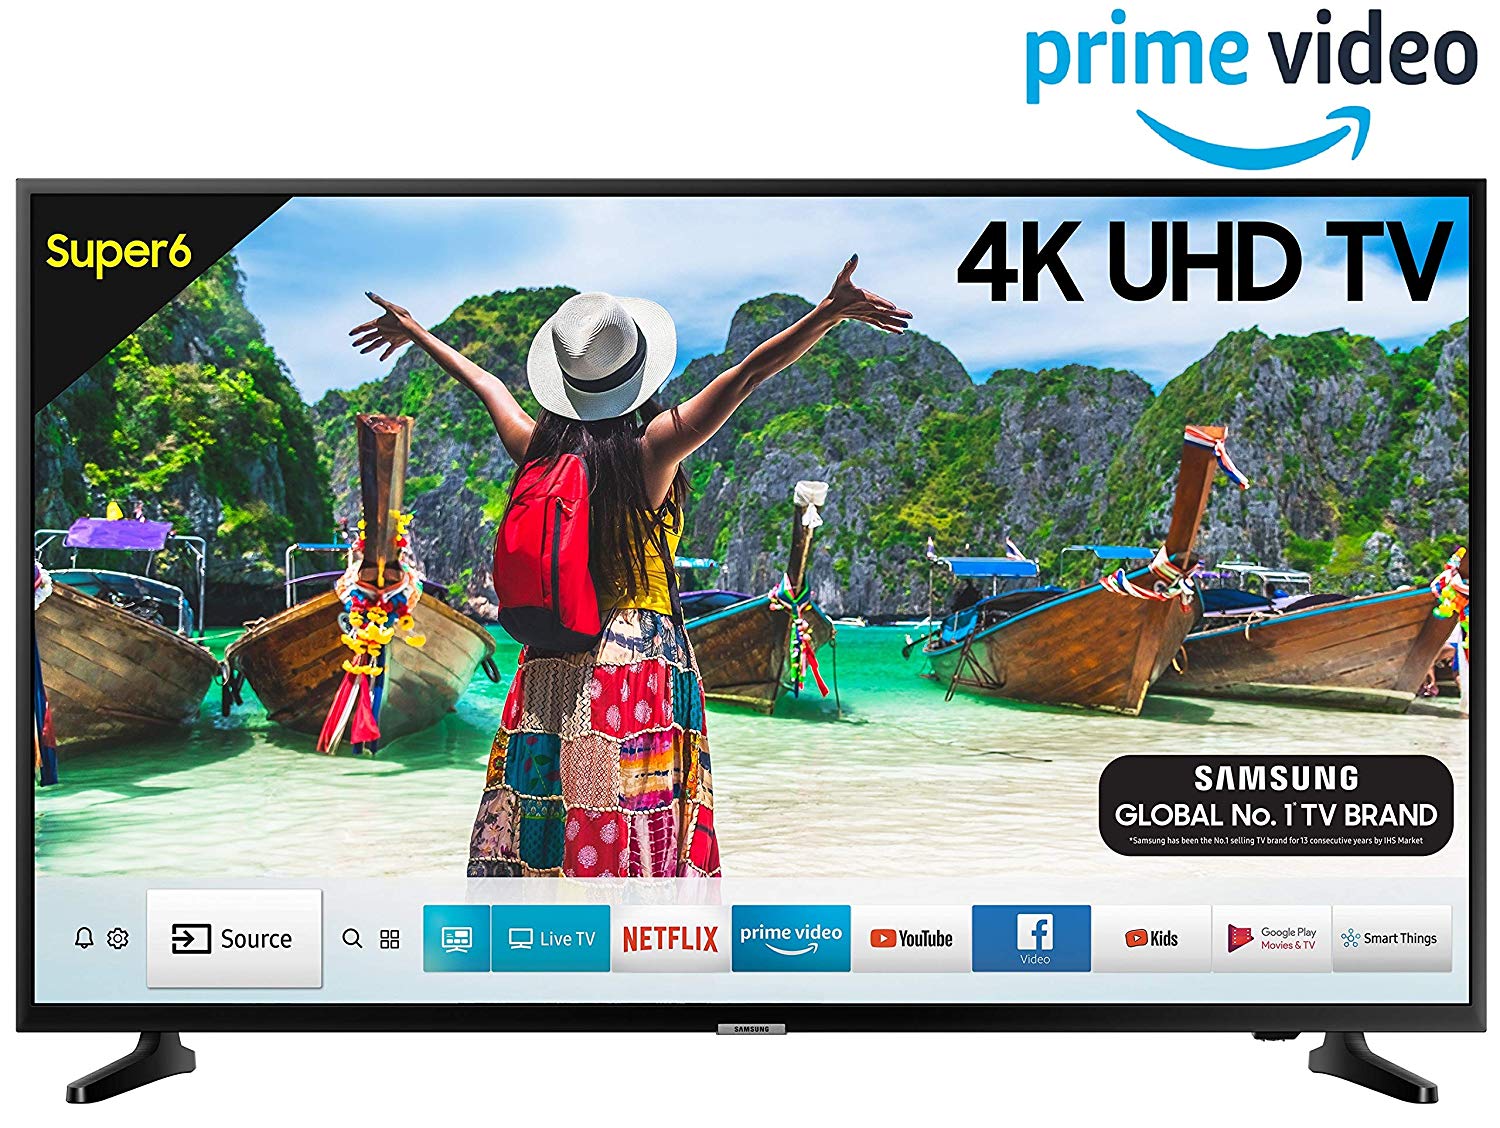 prime video
Super6
4K UHD TV
SAMSUNG
GLOBAL No. 1* TV BRAND
*Samsung has been the No.1 selling TV brand for 13 consecutive years by IHS Market
Source
Live TV
NETFLIX
prime video
YouTube
f
Video
Kids
Google Play
Movies & TV
Smart Things
SAMSUNG